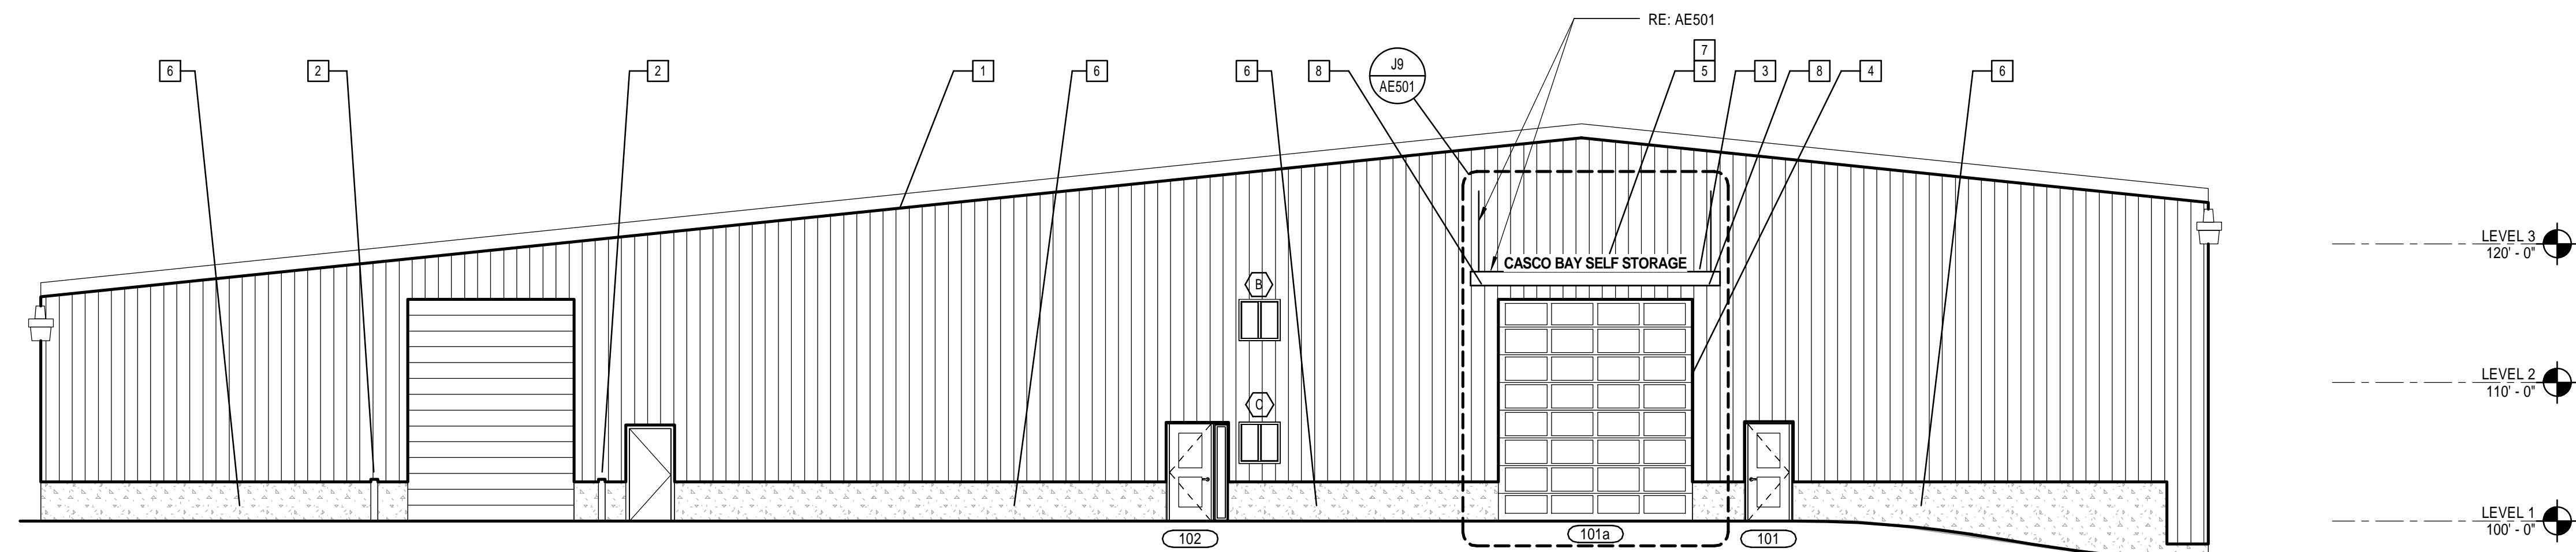 RE: AE501
7
6
2
2
1
6
6
8
J9
AE501
5
3
8
4
6
LEVEL 3
120' - 0"
CASCO BAY SELF STORAGE
B
LEVEL 2
110' - 0"
C
LEVEL 1
100' - 0"
102
101a
101